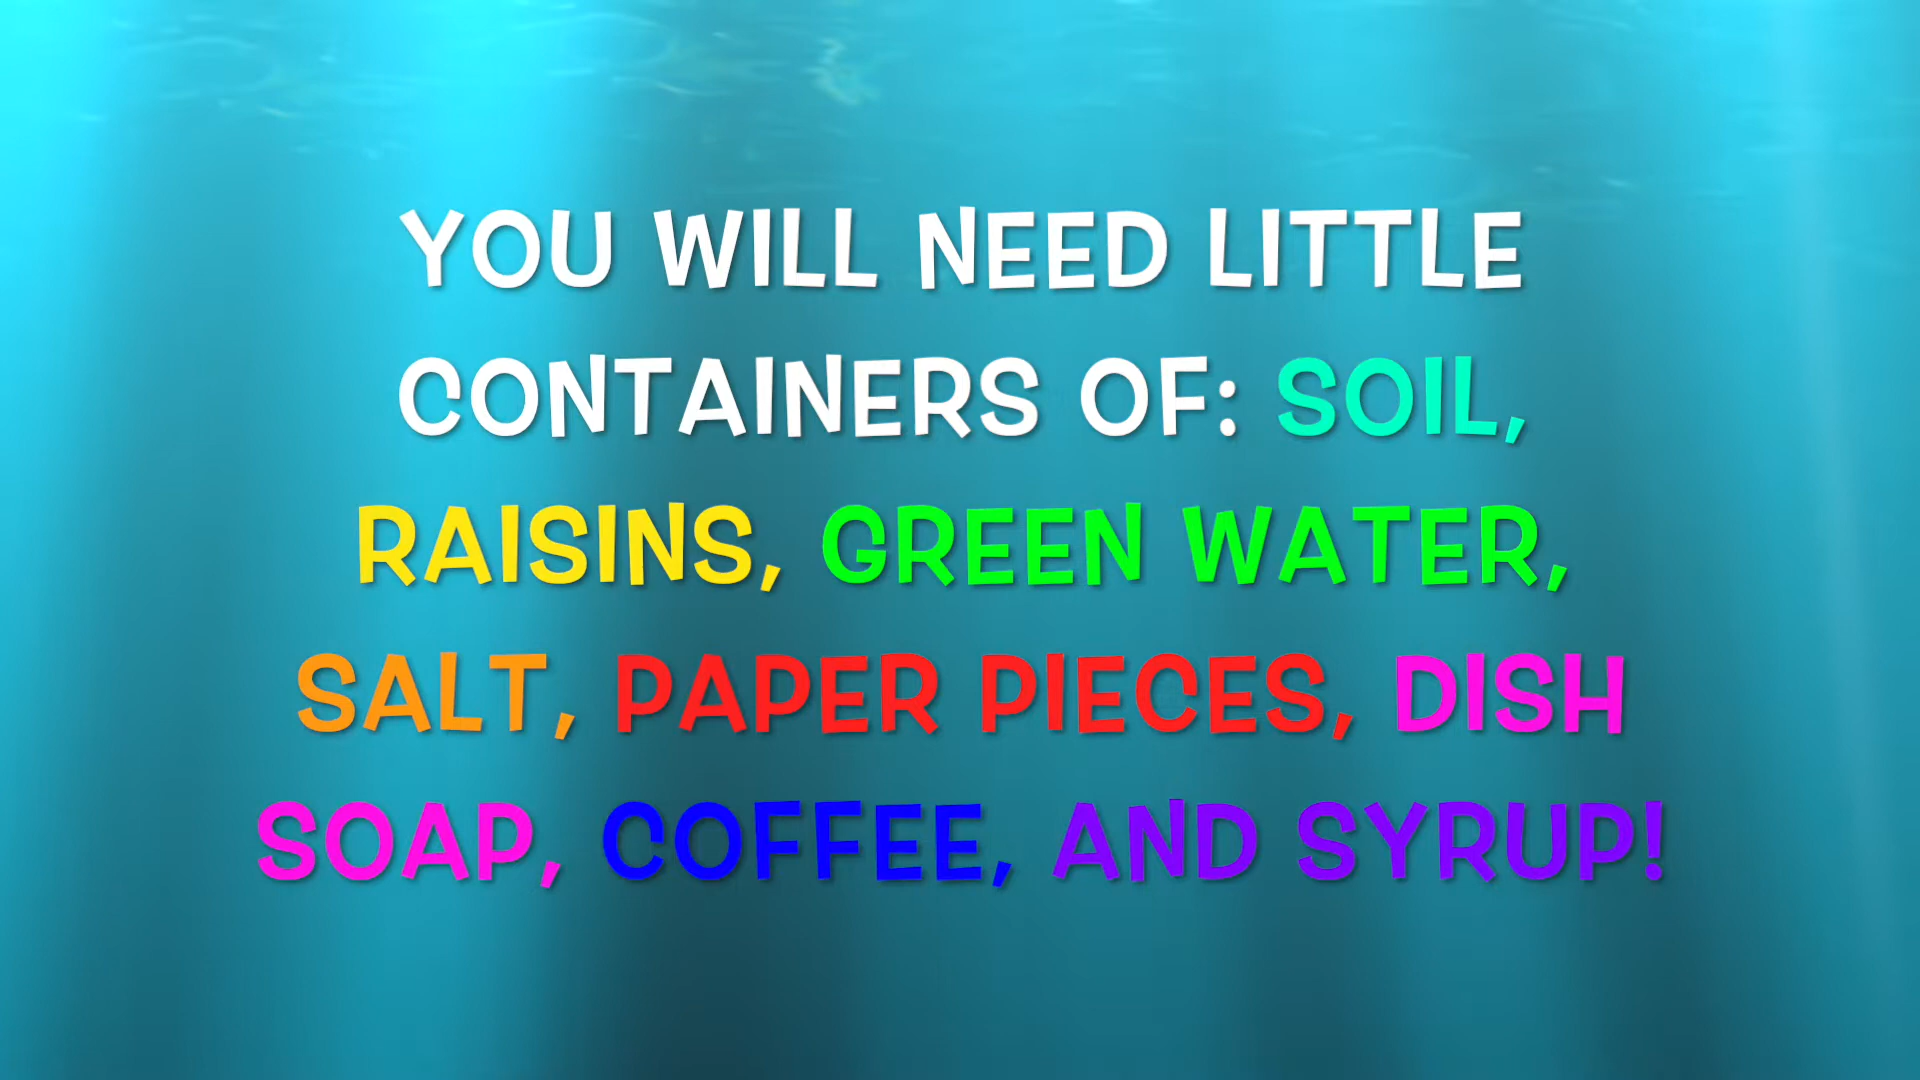 YOU WILL NEED LITTLE
CONTAINERS OF: SOIL,
RAISINS, GREEN WATER,
SALT, PAPER PIECES, DISH
SOAP, COFFEE, AND SYRUP!